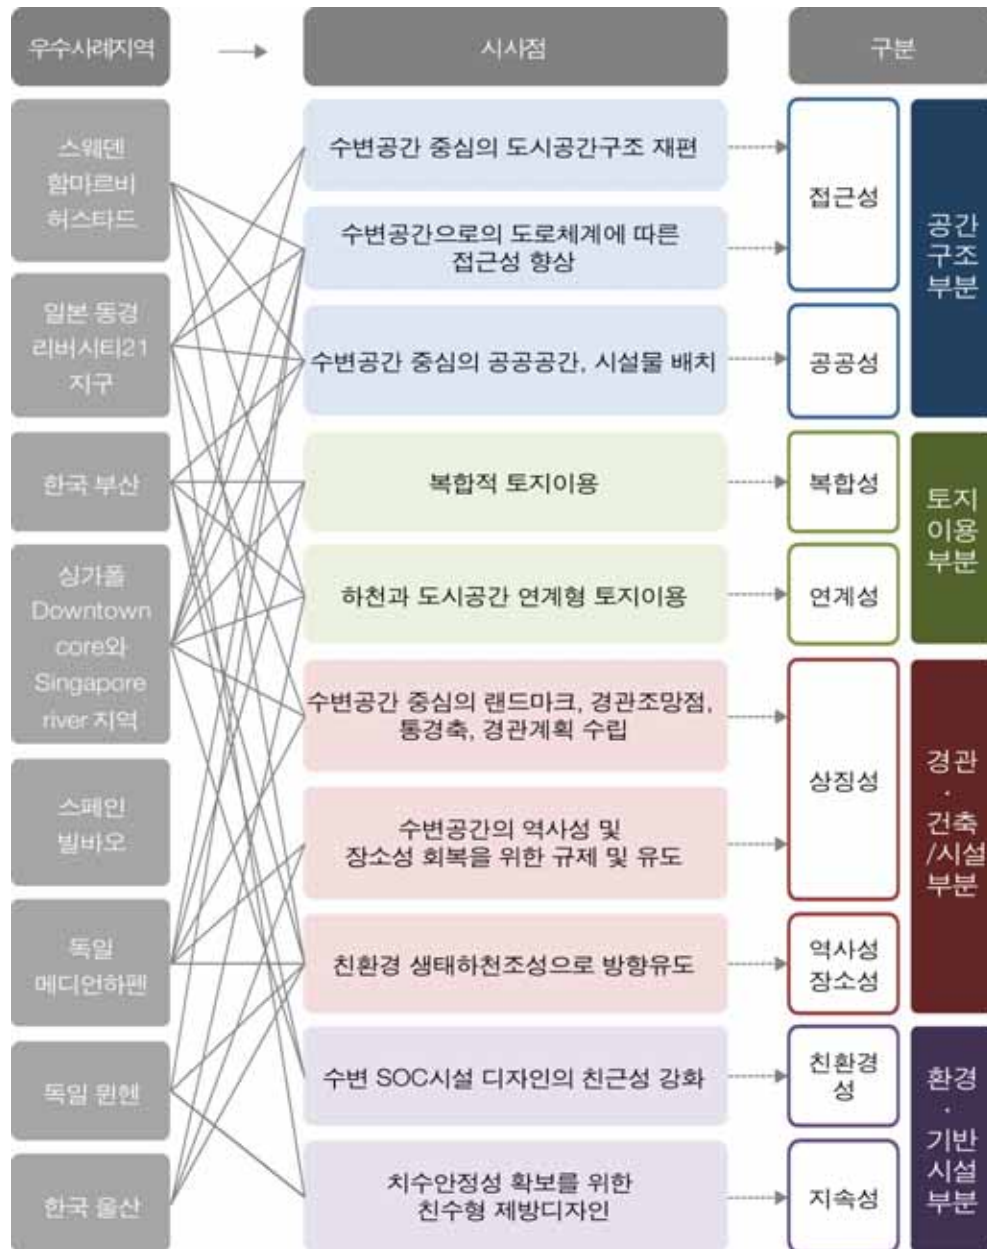 우수사례지역
시사점
구분
스웨덴
함마르비
허스타드
일본 동경
리버시티21
지구
한국 부산
싱가폴
Downtown
core와
Singapore
river 지역
스페인
빌바오
독일
메디언하펜
독일 뮌헨
한국 울산
수변공간 중심의 도시공간구조 재편
수변공간으로의 도로체계에 따른
접근성 향상
수변공간 중심의 공공공간, 시설물 배치
복합적 토지이용
하천과 도시공간 연계형 토지이용
수변공간 중심의 랜드마크, 경관조망점,
통경축, 경관계획 수립
수변공간의 역사성 및
장소성 회복을 위한 규제 및 유도
친환경 생태하천조성으로 방향유도
수변 SOC시설 디자인의 친근성 강화
치수안정성 확보를 위한
친수형 제방디자인
접근성
공공성
복합성
연계성
상징성
역사성
장소성
친환경
성
지속성
공간
구조
부분
토지
이용
부분
경관
·
건축
/시설
부분
환경
·
기반
시설
부분